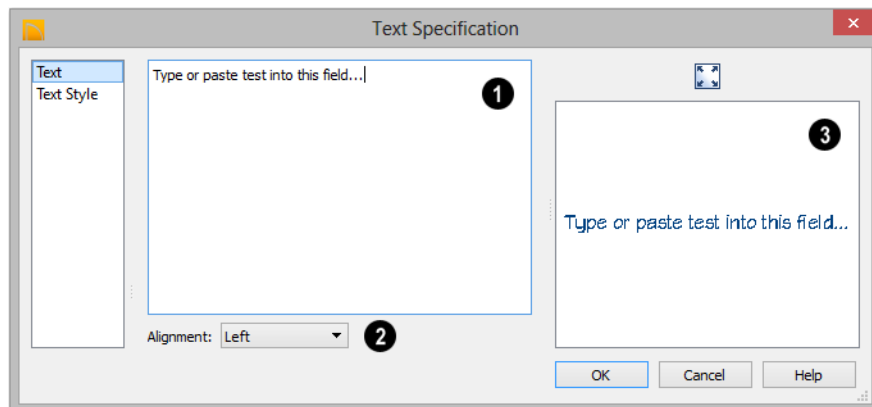 Text Specification
Text
Text Style
Type or paste test into this field...
1
3
Type or paste test into this field...
Alignment: Left
2
OK Cancel Help